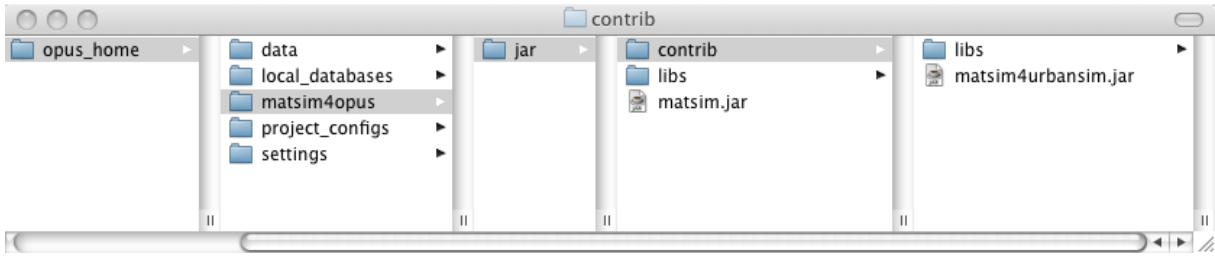 contrib
opus_home
data
local_databases
matsim4opus
project_configs
settings
jar
contrib
libs
matsim.jar
libs
matsim4urbansim.jar